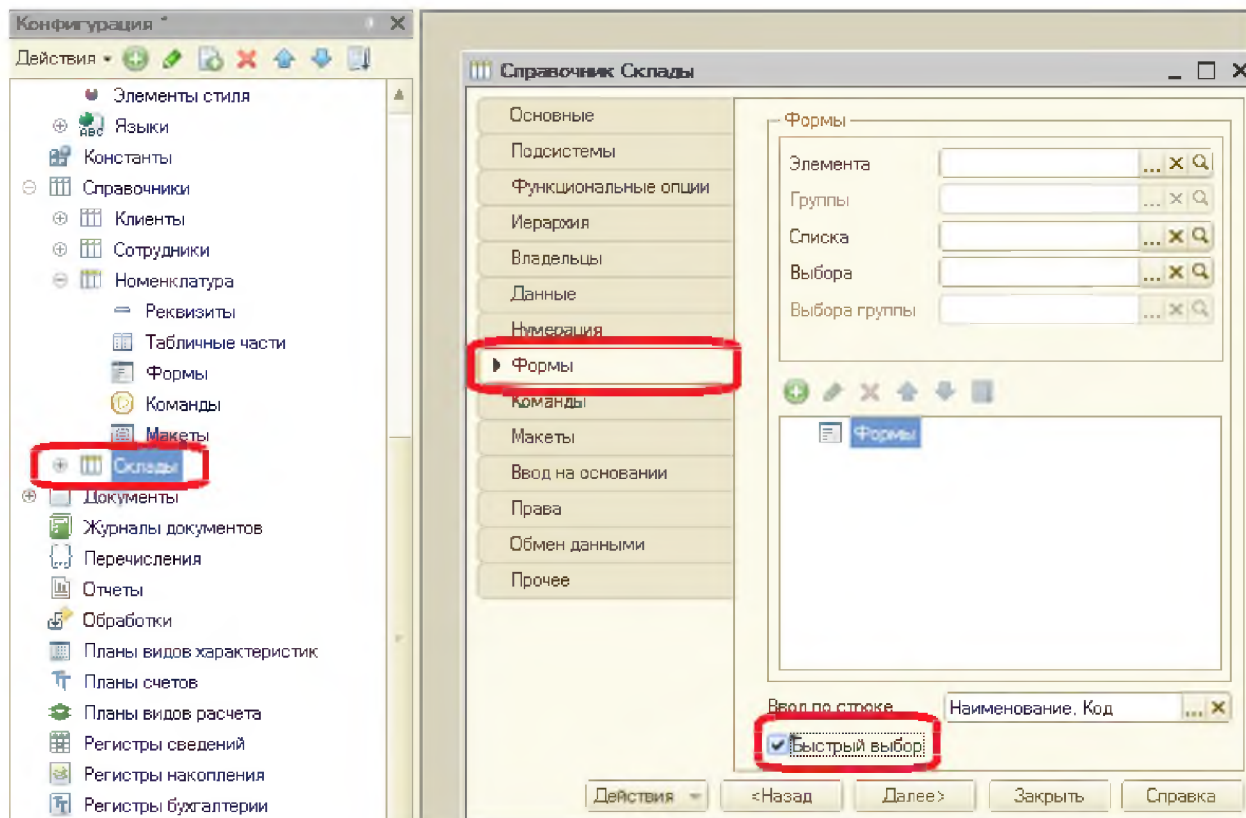 Конфигурация *
Действия
Элементы стиля
Языки
Константы
Справочники
Клиенты
Сотрудники
Номенклатура
Реквизиты
Табличные части
Формы
Команды
Макеты
Склады
Документы
Журналы документов
Перечисления
Отчеты
Обработки
Планы видов характеристик
Планы счетов
Планы видов расчета
Регистры сведений
Регистры накопления
Регистры бухгалтерии
Справочник Склады
Основные
Подсистемы
Функциональные опции
Иерархия
Владельцы
Данные
Нумерация
Формы
Команды
Макеты
Ввод на основании
Права
Обмен данными
Прочее
Формы
Элемента
Группы
Списка
Выбора
Выбора группы
Формы
Ввод по строке Наименование, Код
Быстрый выбор
Действия <Назад Далее> Закрыть Справка